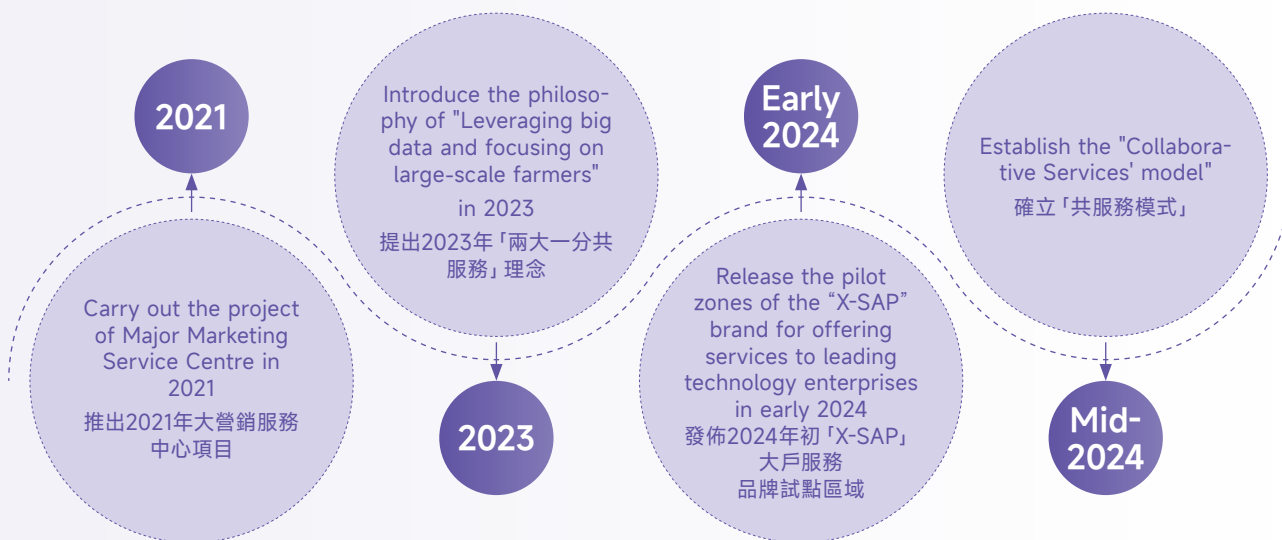 2021
Carry out the project
of Major Marketing
Service Centre in
2021
推出2021年大營銷服務
中心項目
Introduce the philoso-
phy of "Leveraging big
data and focusing on
large-scale farmers"
in 2023
提出2023年「兩大一分共
服務」理念
2023
Early
2024
Release the pilot
zones of the “X-SAP”
brand for offering
services to leading
technology enterprises
in early 2024
發佈2024年初「X-SAP」
大戶服務
品牌試點區域
Establish the "Collabora-
tive Services' model"
確立「共服務模式」
Mid-
2024